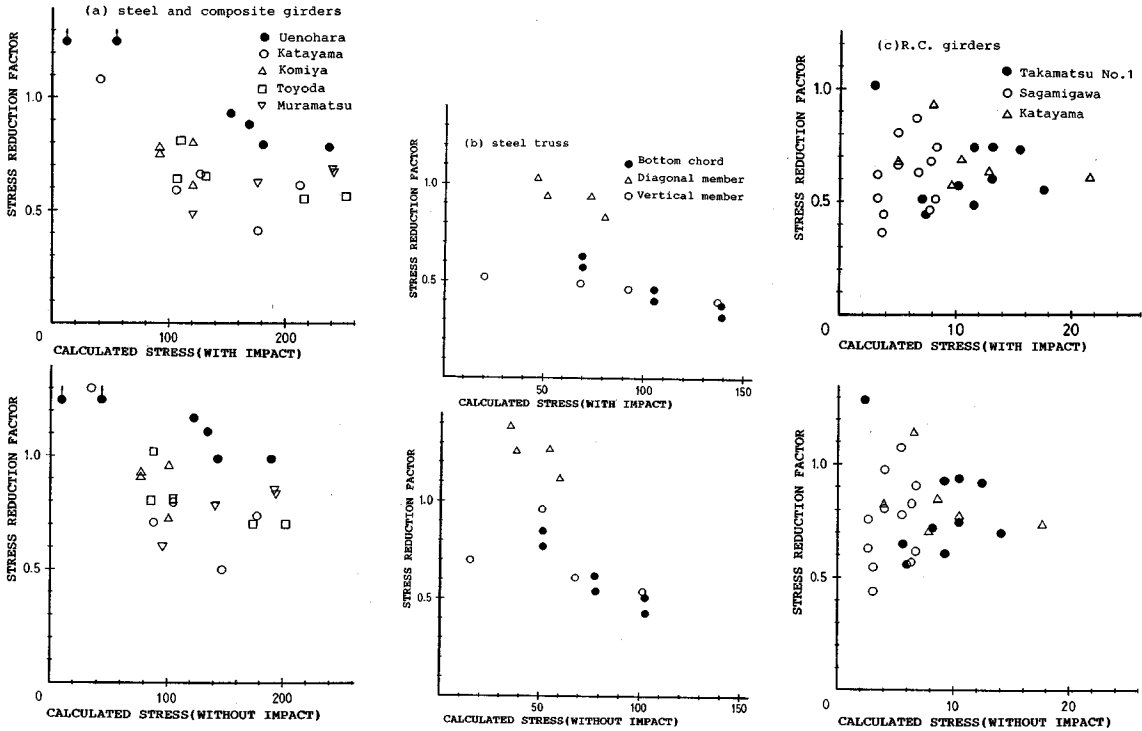 (a) steel and composite girders
Uenohara
Katayama
Komiya
Toyoda
Muramatsu
STRESS REDUCTION FACTOR
1.0
0.5
0
100
200
CALCULATED STRESS(WITH IMPACT)
STRESS REDUCTION FACTOR
1.0
0.5
0
100
200
CALCULATED STRESS(WITHOUT IMPACT)
(b) steel truss
Bottom chord
Diagonal member
Vertical member
STRESS REDUCTION FACTOR
1.0
0.5
50
100
150
CALCULATED STRESS(WITH IMPACT)
STRESS REDUCTION FACTOR
1.0
0.5
50
100
150
CALCULATED STRESS(WITHOUT IMPACT)
(c)R.C. girders
Takamatsu No.1
Sagamigawa
Katayama
STRESS REDUCTION FACTOR
1.0
0.5
0
10
20
CALCULATED STRESS(WITH IMPACT)
STRESS REDUCTION FACTOR
1.0
0.5
0
10
20
CALCULATED STRESS(WITHOUT IMPACT)